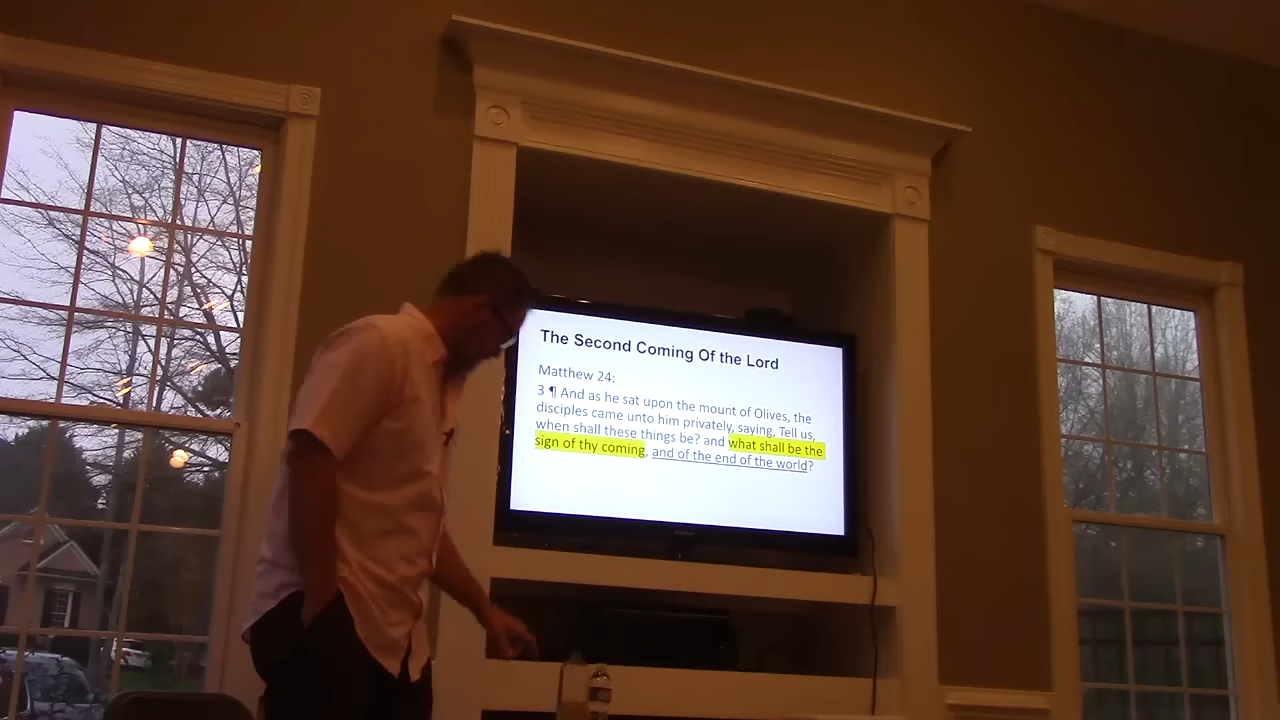 The Second Coming Of the Lord
Matthew 24:
3 ¶ And as he sat upon the mount of Olives, the
disciples came unto him privately, saying, Tell us,
when shall these things be? and what shall be the
sign of thy coming, and of the end of the world?